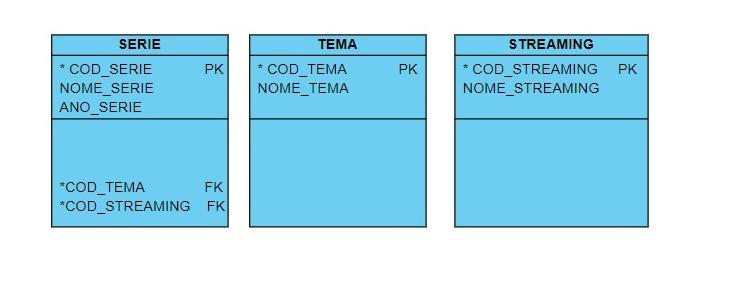 SERIE
* COD_SERIE PK
NOME_SERIE
ANO_SERIE
*COD_TEMA FK
*COD_STREAMING FK
TEMA
* COD_TEMA PK
NOME_TEMA
STREAMING
* COD_STREAMING PK
NOME_STREAMING